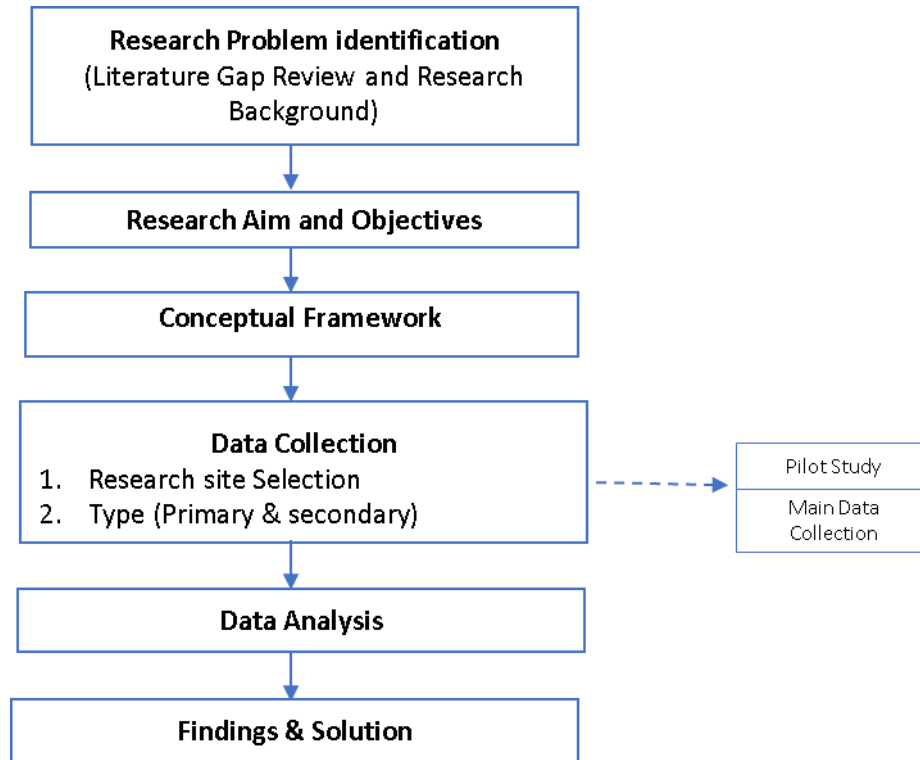 Research Problem identification
(Literature Gap Review and Research
Background)
Research Aim and Objectives
Conceptual Framework
Data Collection
1. Research site Selection
2. Type (Primary & secondary)
Pilot Study
Main Data
Collection
Data Analysis
Findings & Solution